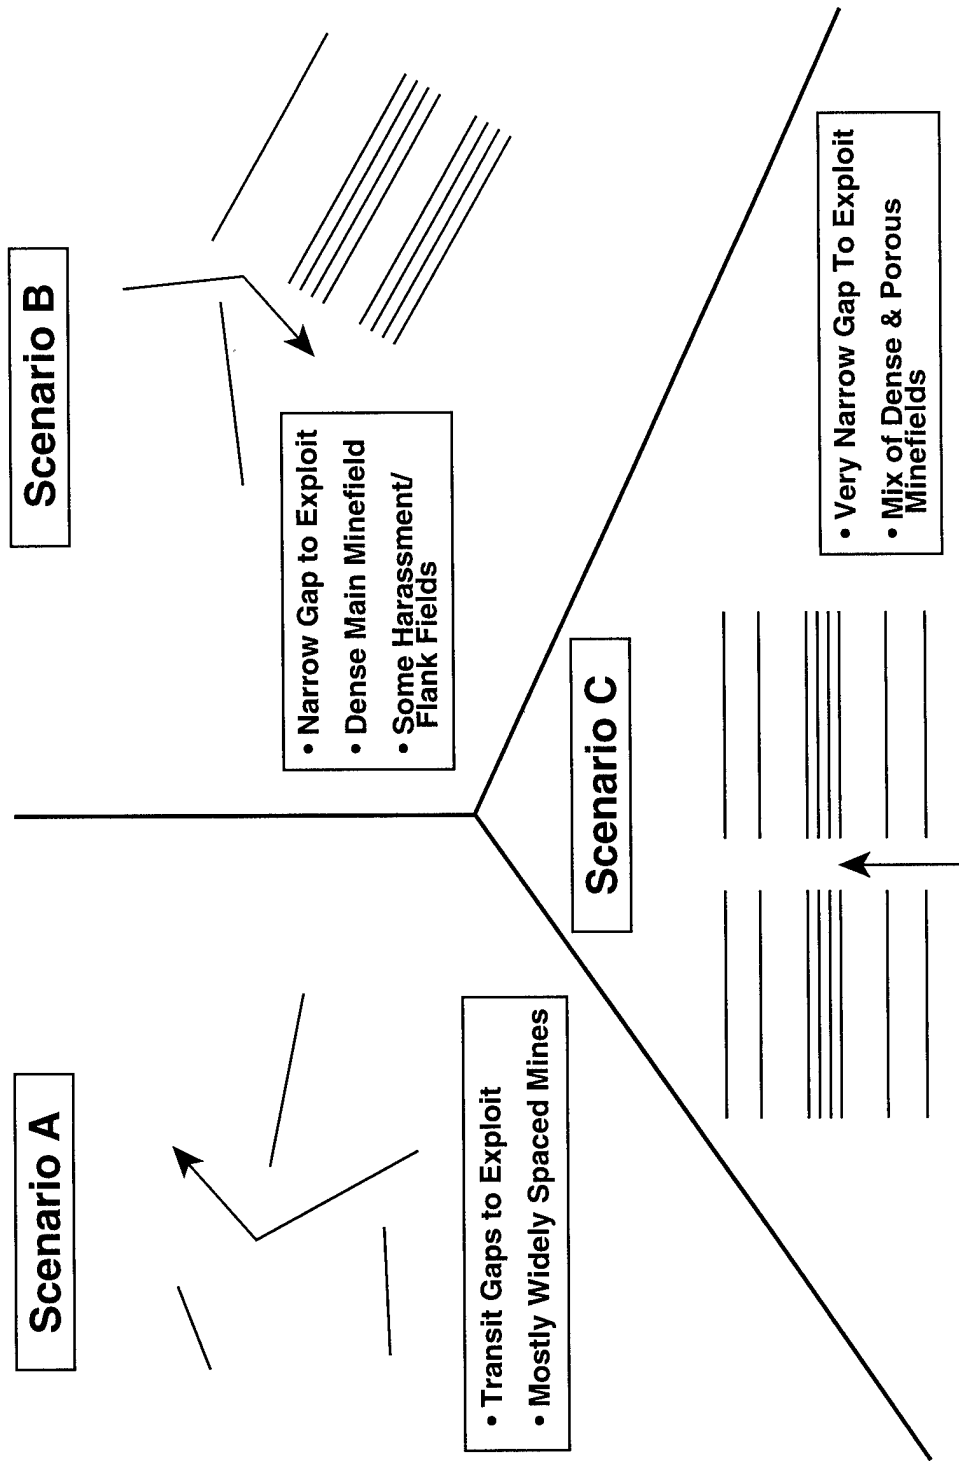 Scenario A
• Transit Gaps to Exploit
• Mostly Widely Spaced Mines
Scenario B
• Narrow Gap to Exploit
• Dense Main Minefield
• Some Harassment/
Flank Fields
Scenario C
• Very Narrow Gap To Exploit
• Mix of Dense & Porous
Minefields